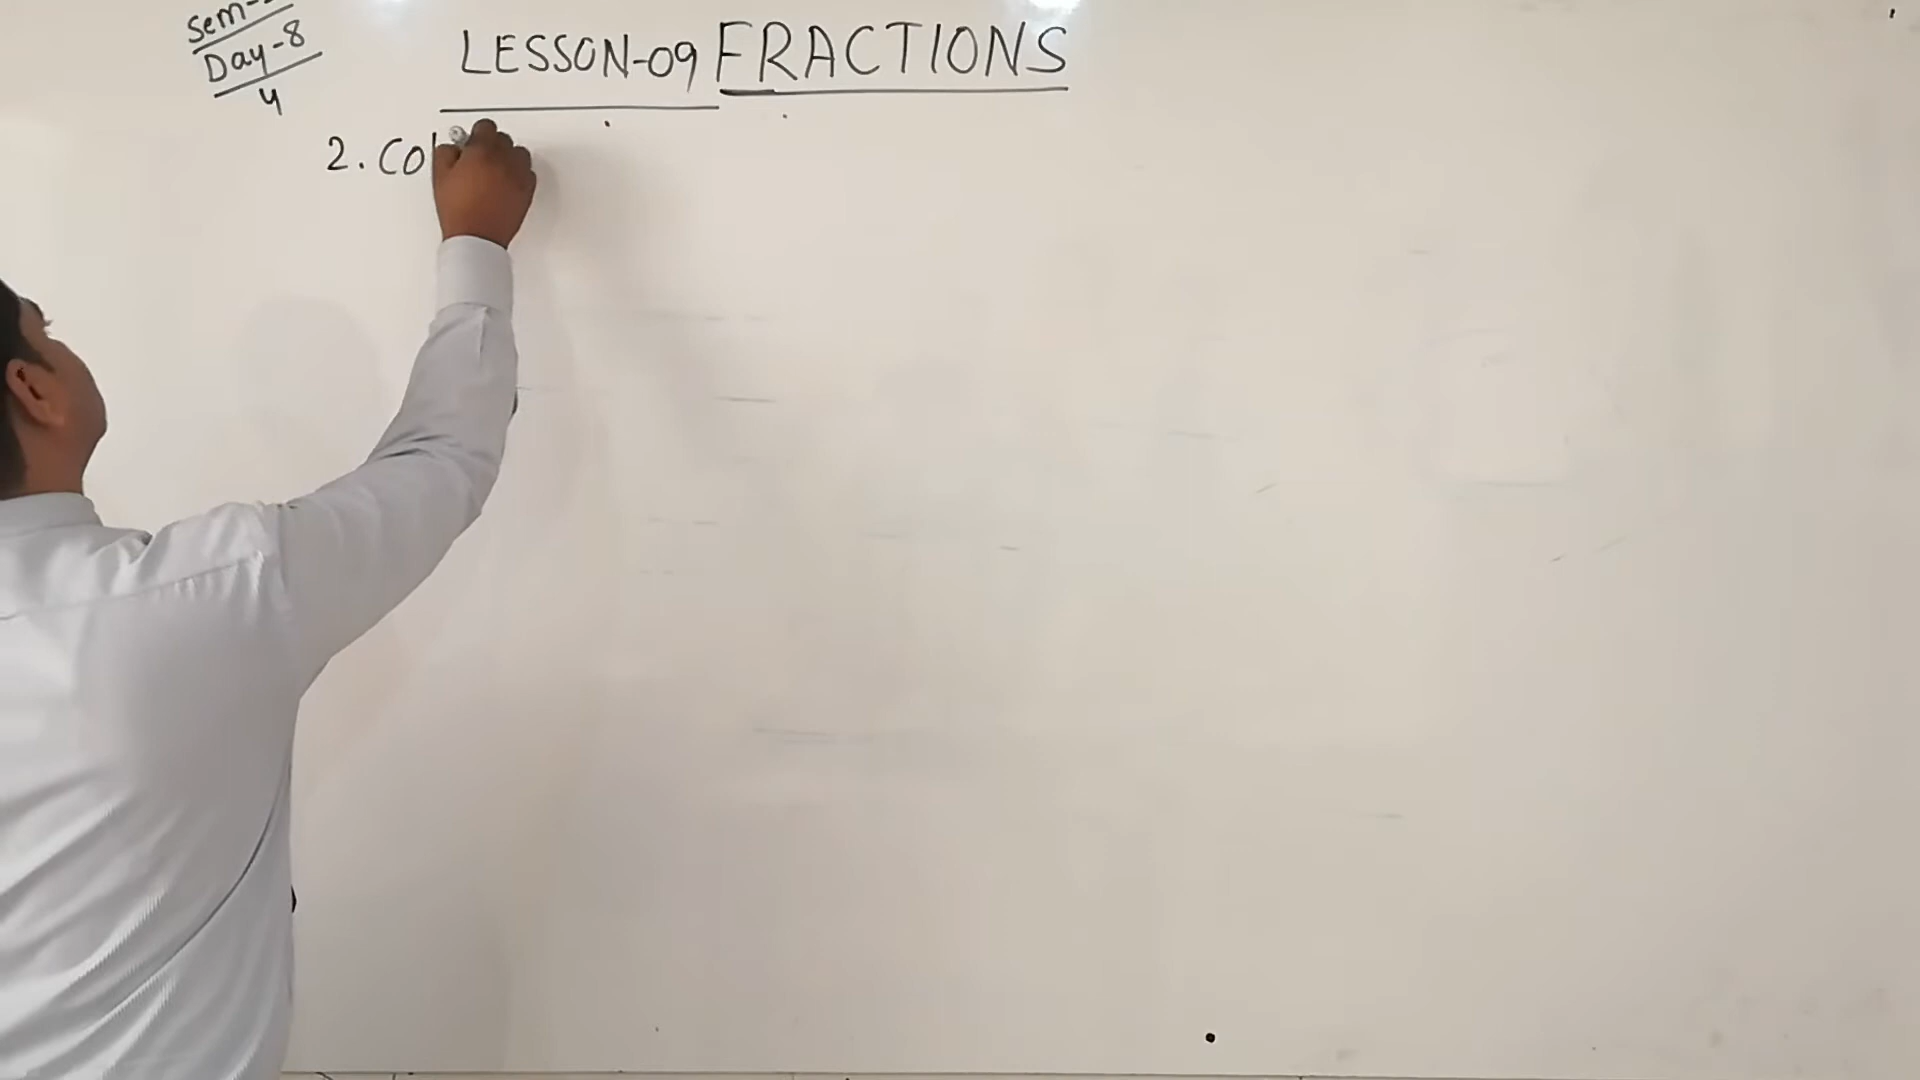 Sem-
Day-8
4
LESSON-09 FRACTIONS
2. CO